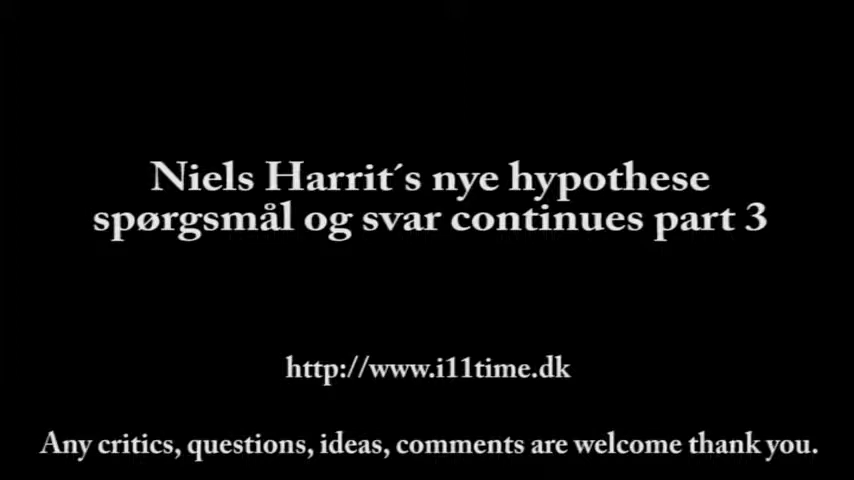 Niels Harrit´s nye hypothese
spørgsmål og svar continues part 3
http://www.i11time.dk
Any critics, questions, ideas, comments are welcome thank you.